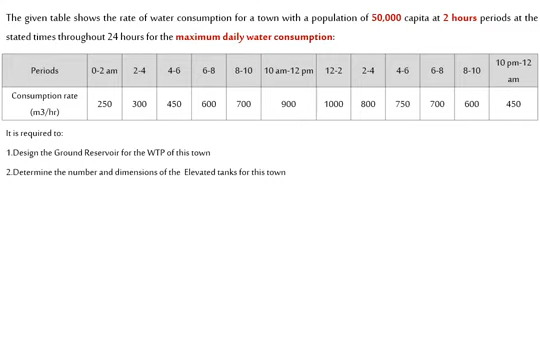 The given table shows the rate of water consumption for a town with a population of 50,000 capita at 2 hours periods at the
stated times throughout 24 hours for the maximum daily water consumption:
Periods 0-2 am 2-4 4-6 6-8 8-10 10 am-12 pm 12-2 2-4 4-6 6-8 8-10 10 pm-12 am
Consumption rate (m3/hr) 250 300 450 600 700 900 1000 800 750 700 600 450
It is required to:
1.Design the Ground Reservoir for the WTP of this town
2.Determine the number and dimensions of the Elevated tanks for this town